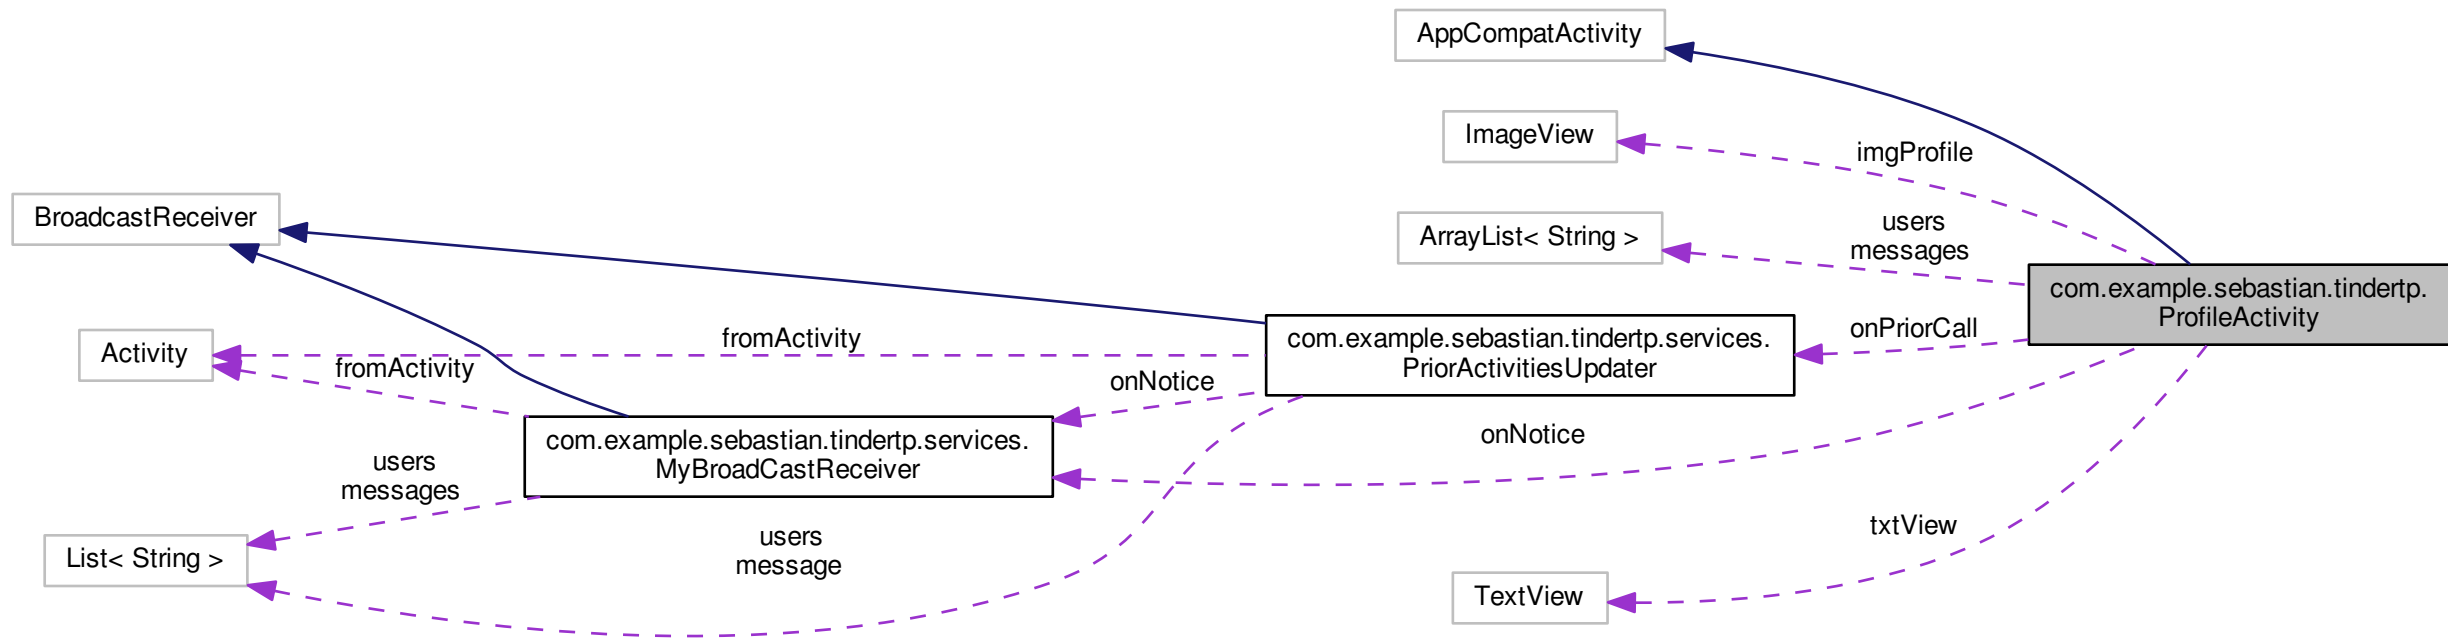 AppCompatActivity
ImageView
imgProfile
BroadcastReceiver
ArrayList< String >
users
messages
com.example.sebastian.tindertp.
ProfileActivity
Activity
fromActivity
fromActivity
com.example.sebastian.tindertp.services.
PriorActivitiesUpdater
onPriorCall
onNotice
com.example.sebastian.tindertp.services.
MyBroadCastReceiver
onNotice
users
messages
List< String >
users
message
txtView
TextView